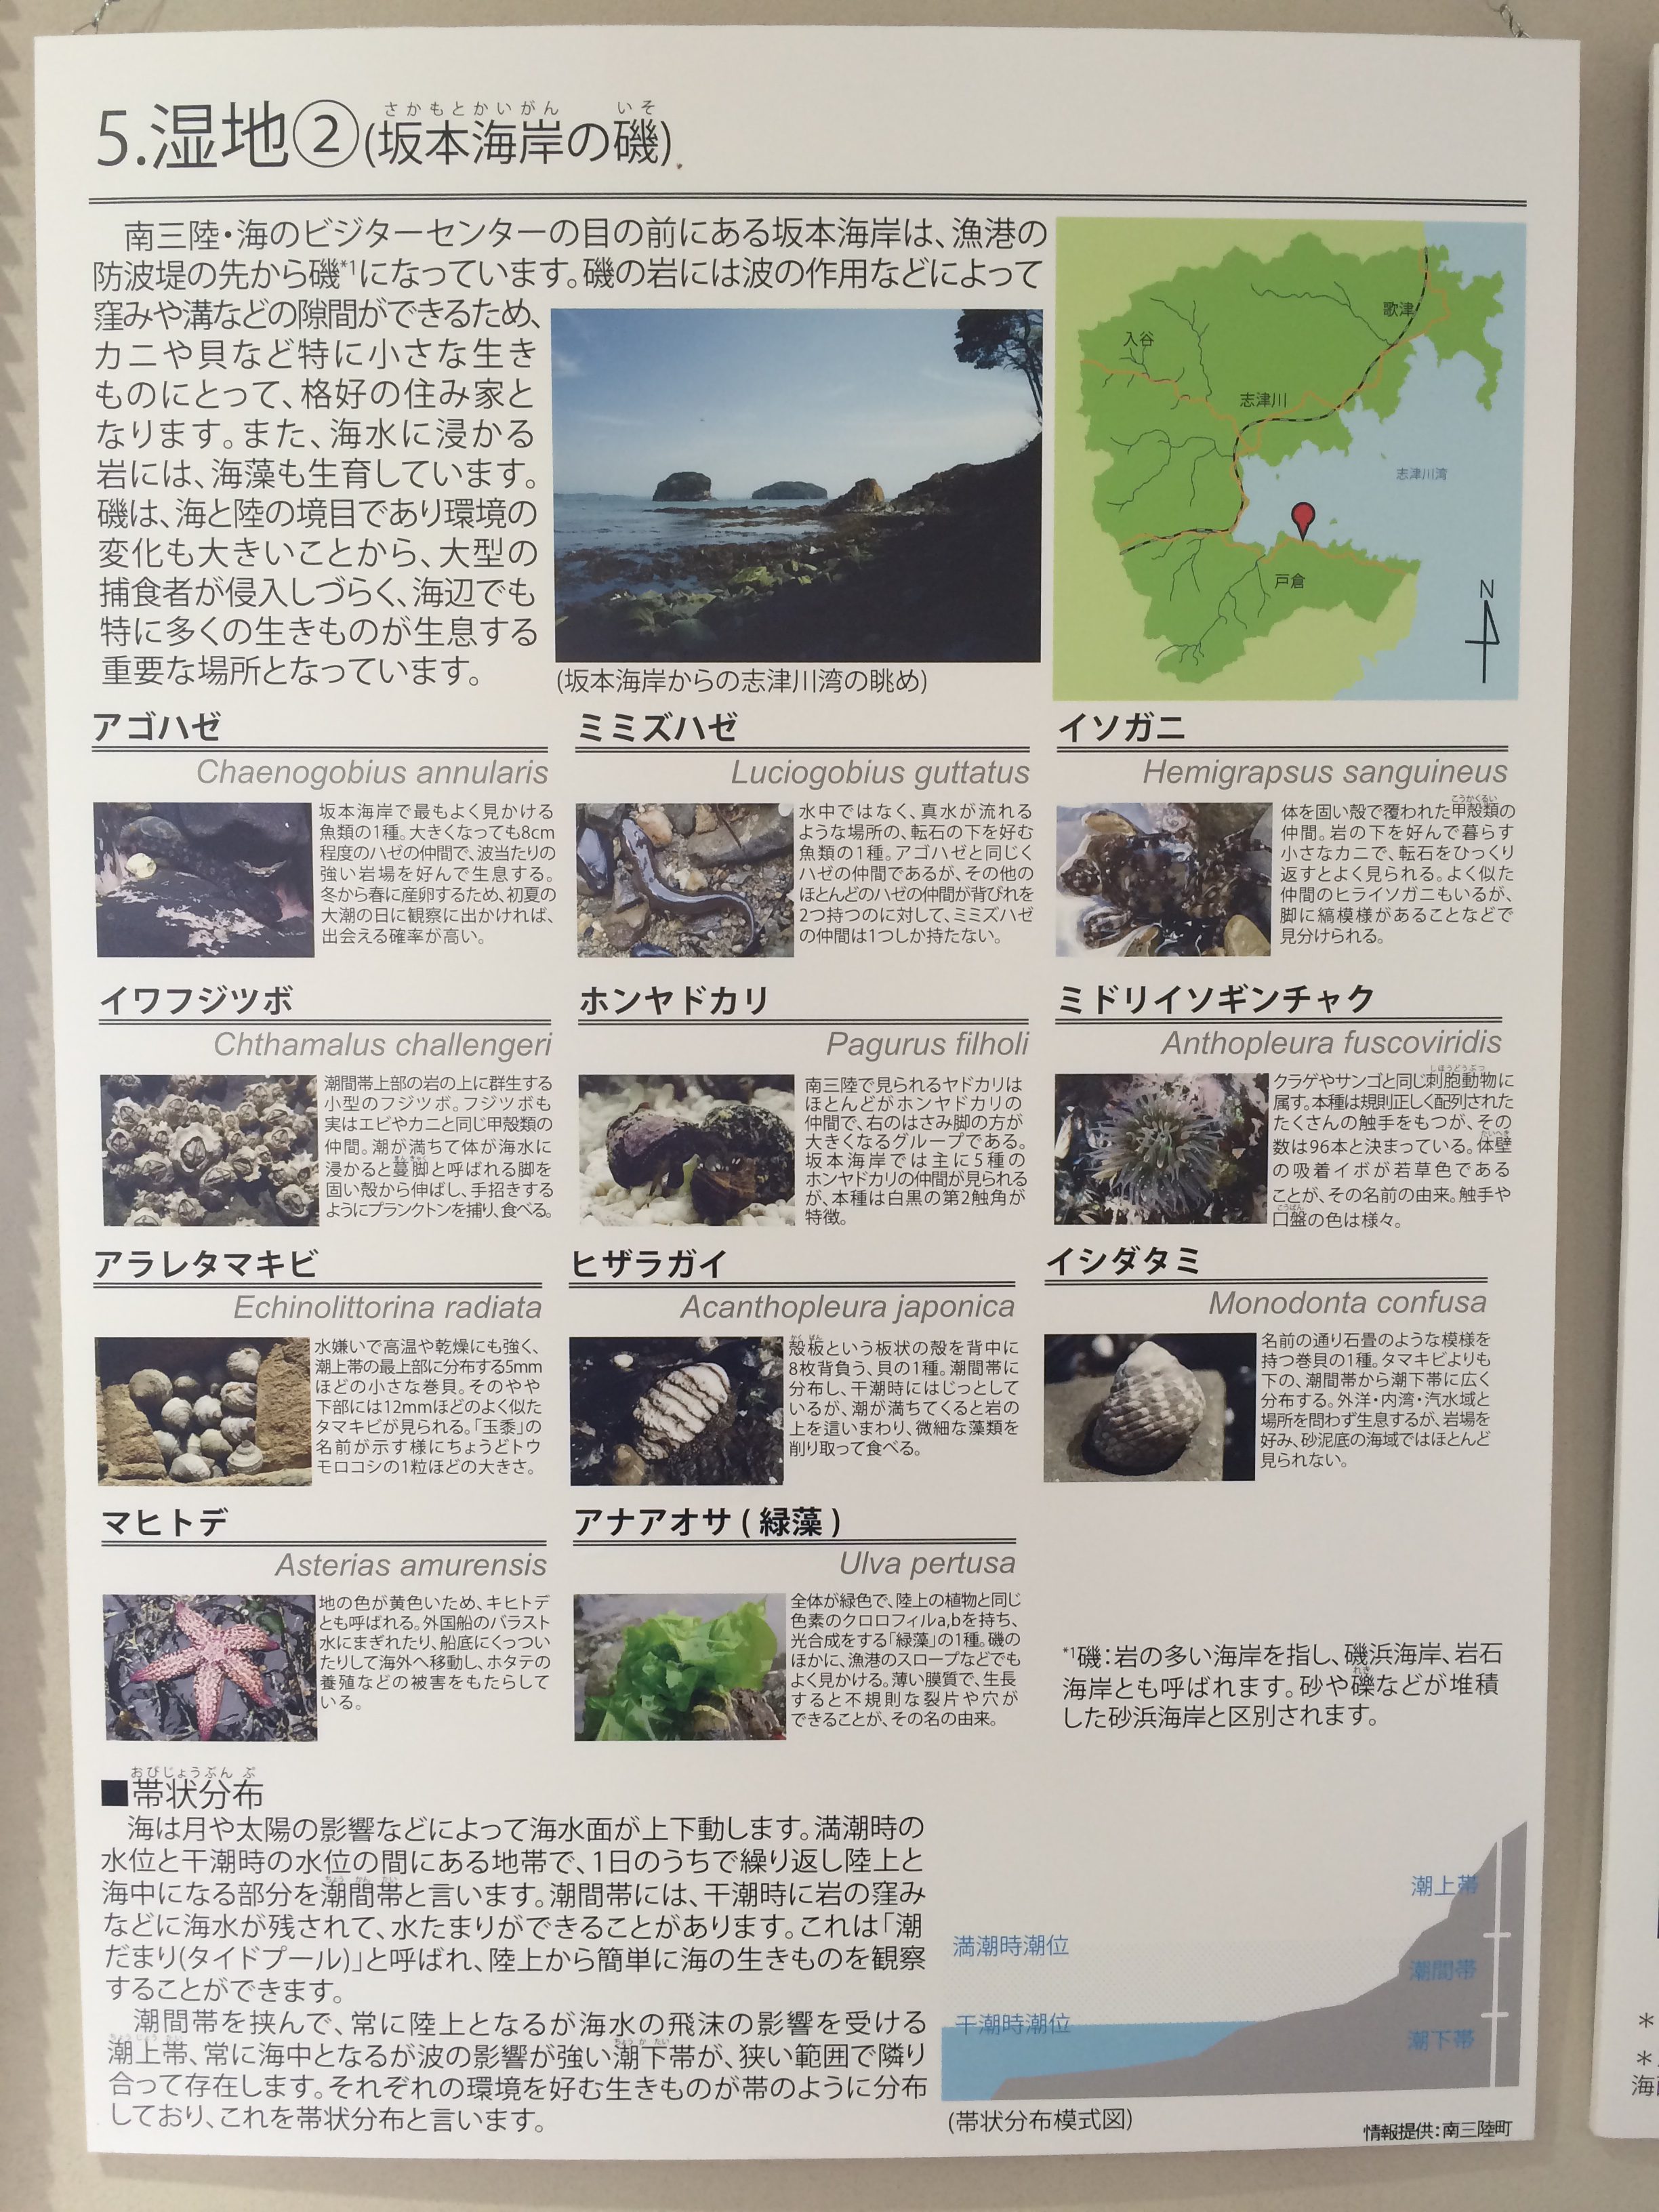 5.湿地②(坂本海岸の磯)
さかもとかいがん いそ
南三陸・海のビジターセンターの目の前にある坂本海岸は、漁港の
防波堤の先から磯*1になっています。磯の岩には波の作用などによって
窪みや溝などの隙間ができるため、
カニや貝など特に小さな生き
ものにとって、格好の住み家と
なります。また、海水に浸かる
岩には、海藻も生育しています。
磯は、海と陸の境目であり環境の
変化も大きいことから、大型の
捕食者が侵入しづらく、海辺でも
特に多くの生きものが生息する
重要な場所となっています。
(坂本海岸からの志津川湾の眺め)
入谷
志津川
歌津
戸倉
志津川湾
N
アゴハゼ
Chaenogobius annularis
坂本海岸で最もよく見かける
魚類の1種。大きくなっても8cm
程度のハゼの仲間で、波当たりの
強い岩場を好んで生息する。
冬から春に産卵するため、初夏の
大潮の日に観察に出かければ、
出会える確率が高い。
ミミズハゼ
Luciogobius guttatus
水中ではなく、真水が流れる
ような場所の、転石の下を好む
魚類の1種。アゴハゼと同じく
ハゼの仲間であるが、その他の
ほとんどのハゼの仲間が背びれを
2つ持つのに対して、ミミズハゼ
の仲間は1つしか持たない。
イソガニ
Hemigrapsus sanguineus
体を固い殻で覆われた甲殻類の
こうかくるい
仲間。岩の下を好んで暮らす
小さなカニで、転石をひっくり
返すとよく見られる。よく似た
仲間のヒライソガニもいるが、
脚に縞模様があることなどで
見分けられる。
イワフジツボ
Chthamalus challengeri
潮間帯上部の岩の上に群生する
小型のフジツボ。フジツボも
実はエビやカニと同じ甲殻類の
仲間。潮が満ちて体が海水に
浸かると蔓脚と呼ばれる脚を
固い殻から伸ばし、手招きする
ようにプランクトンを捕り食べる。
ホンヤドカリ
Pagurus filholi
南三陸で見られるヤドカリは
ほとんどがホンヤドカリの
仲間で、右のはさみ脚の方が
大きくなるグループである。
坂本海岸では主に5種の
ホンヤドカリの仲間が見られる
が、本種は白黒の第2触角が
特徴。
ミドリイソギンチャク
Anthopleura fuscoviridis
クラゲやサンゴと同じ刺胞動物に
しほうどうぶつ
属す。本種は規則正しく配列された
たくさんの触手をもつが、その
数は96本と決まっている。体壁
の吸着イボが若草色である
ことが、その名前の由来。触手や
口盤の色は様々。
アラレタマキビ
Echinolittorina radiata
水嫌いで高温や乾燥にも強く、
潮上帯の最上部に分布する5mm
ほどの小さな巻貝。そのやや
下部には12mmほどのよく似た
タマキビが見られる。「玉黍」の
名前が示す様にちょうどトウ
モロコシの1粒ほどの大きさ。
ヒザラガイ
Acanthopleura japonica
殻板という板状の殻を背中に
8枚背負う、貝の1種。潮間帯に
分布し、干潮時にはじっとして
いるが、潮が満ちてくると岩の
上を這いまわり、微細な藻類を
削り取って食べる。
イシダタミ
Monodonta confusa
名前の通り石畳のような模様を
持つ巻貝の1種。タマキビよりも
下の、潮間帯から潮下帯に広く
分布する。外洋・内湾・汽水域と
場所を問わず生息するが、岩場を
好み、砂泥底の海域ではほとんど
見られない。
マヒトデ
Asterias amurensis
地の色が黄色いため、キヒトデ
とも呼ばれる。外国船のバラスト
水にまぎれたり、船底にくっつい
たりして海外へ移動し、ホタテの
養殖などの被害をもたらして
いる。
アナアオサ(緑藻)
Ulva pertusa
全体が緑色で、陸上の植物と同じ
色素のクロロフィルa,bを持ち、
光合成をする「緑藻」の1種。磯の
ほかに、漁港のスロープなどでも
よく見かける。薄い膜質で、生長
すると不規則な裂片や穴が
できることが、その名の由来。
*1磯：岩の多い海岸を指し、磯浜海岸、岩石
海岸とも呼ばれます。砂や礫などが堆積
した砂浜海岸と区別されます。
■帯状分布
おびじょうぶんぷ
海は月や太陽の影響などによって海水面が上下動します。満潮時の
水位と干潮時の水位の間にある地帯で、1日のうちで繰り返し陸上と
海中になる部分を潮間帯と言います。潮間帯には、干潮時に岩の窪み
などに海水が残されて、水たまりができることがあります。これは「潮
だまり(タイドプール)」と呼ばれ、陸上から簡単に海の生きものを観察
することができます。
潮間帯を挟んで、常に陸上となるが海水の飛沫の影響を受ける
潮上帯、常に海中となるが波の影響が強い潮下帯が、狭い範囲で隣り
合って存在します。それぞれの環境を好む生きものが帯のように分布
しており、これを帯状分布と言います。
満潮時潮位
干潮時潮位
潮上帯
潮間帯
潮下帯
(帯状分布模式図)
情報提供：南三陸町
*
*
海